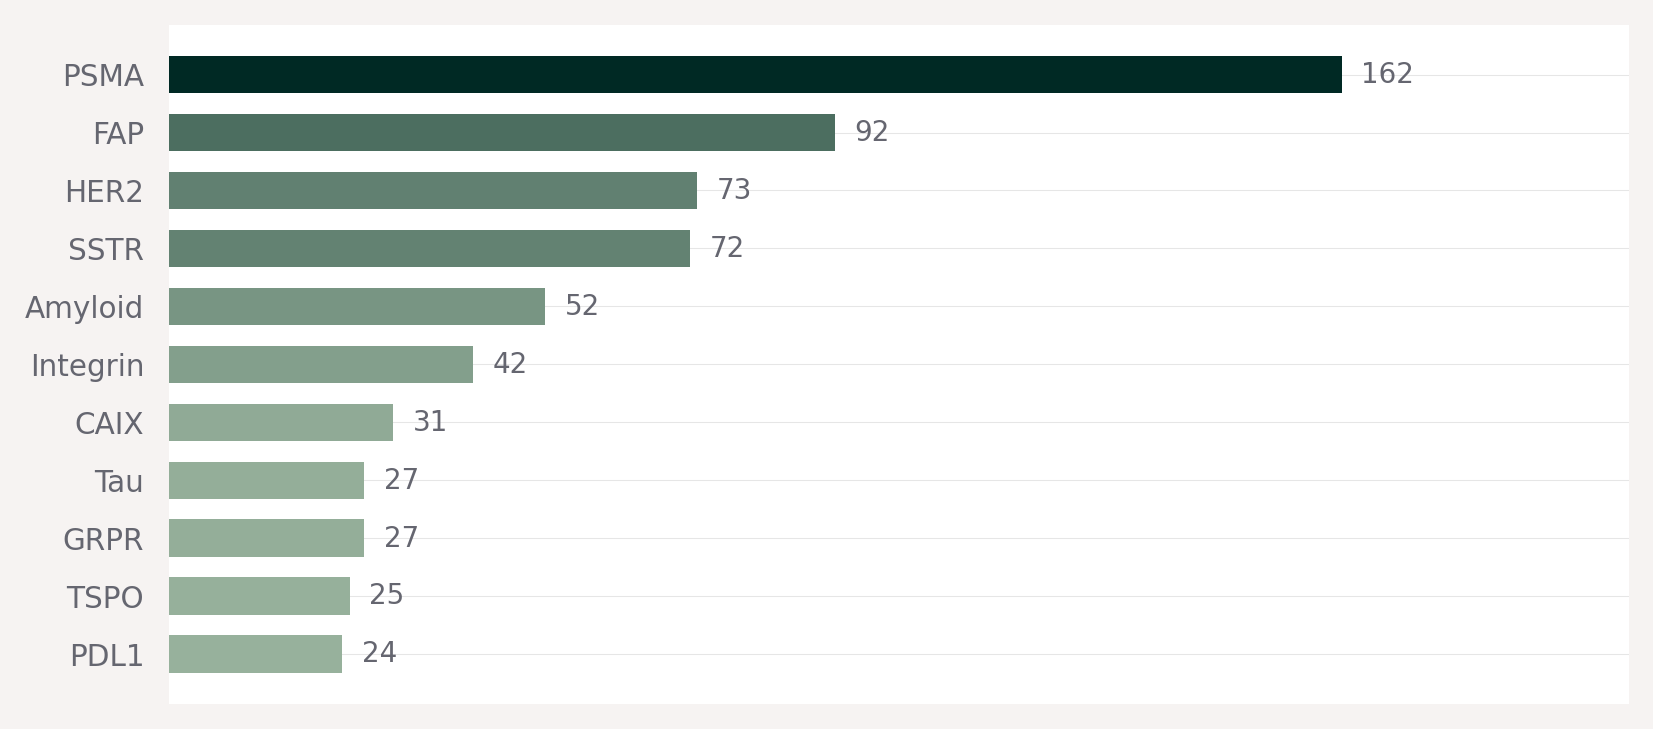 PSMA 162
FAP 92
HER2 73
SSTR 72
Amyloid 52
Integrin 42
CAIX 31
Tau 27
GRPR 27
TSPO 25
PDL1 24